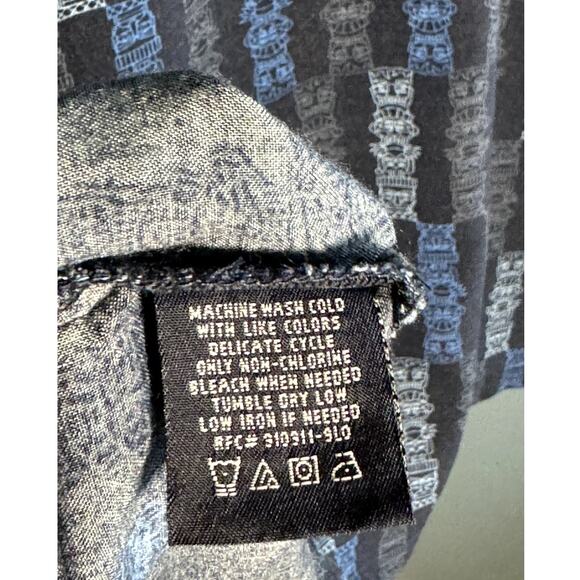 MACHINE WASH COLD
WITH LIKE COLORS
DELICATE CYCLE
ONLY NON-CHLORINE
BLEACH WHEN NEEDED
TUMBLE DRY LOW
LOW IRON IF NEEDED
RFC# 310911-9L0